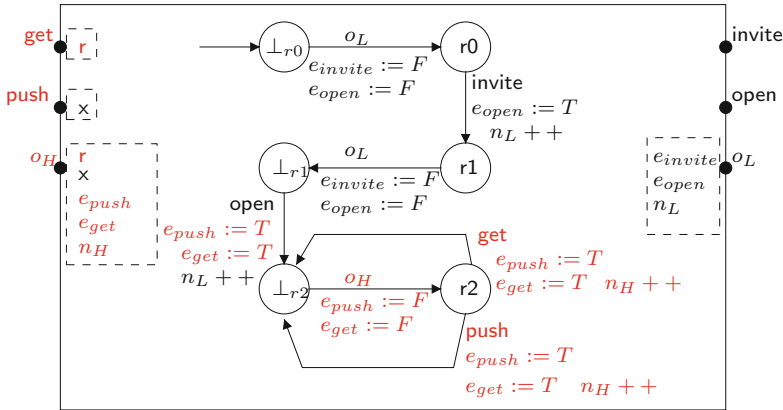 get
r
push
x
o_H
r
x
e_push
e_get
n_H
⊥_r0
o_L
e_invite := F
e_open := F
r0
invite
e_open := T
n_L ++
r1
o_L
e_invite := F
e_open := F
⊥_r1
open
e_push := T
e_get := T
n_L ++
⊥_r2
o_H
e_push := F
e_get := F
r2
get
e_push := T
e_get := T n_H ++
push
e_push := T
e_get := T n_H ++
invite
open
o_L
e_invite
e_open
n_L